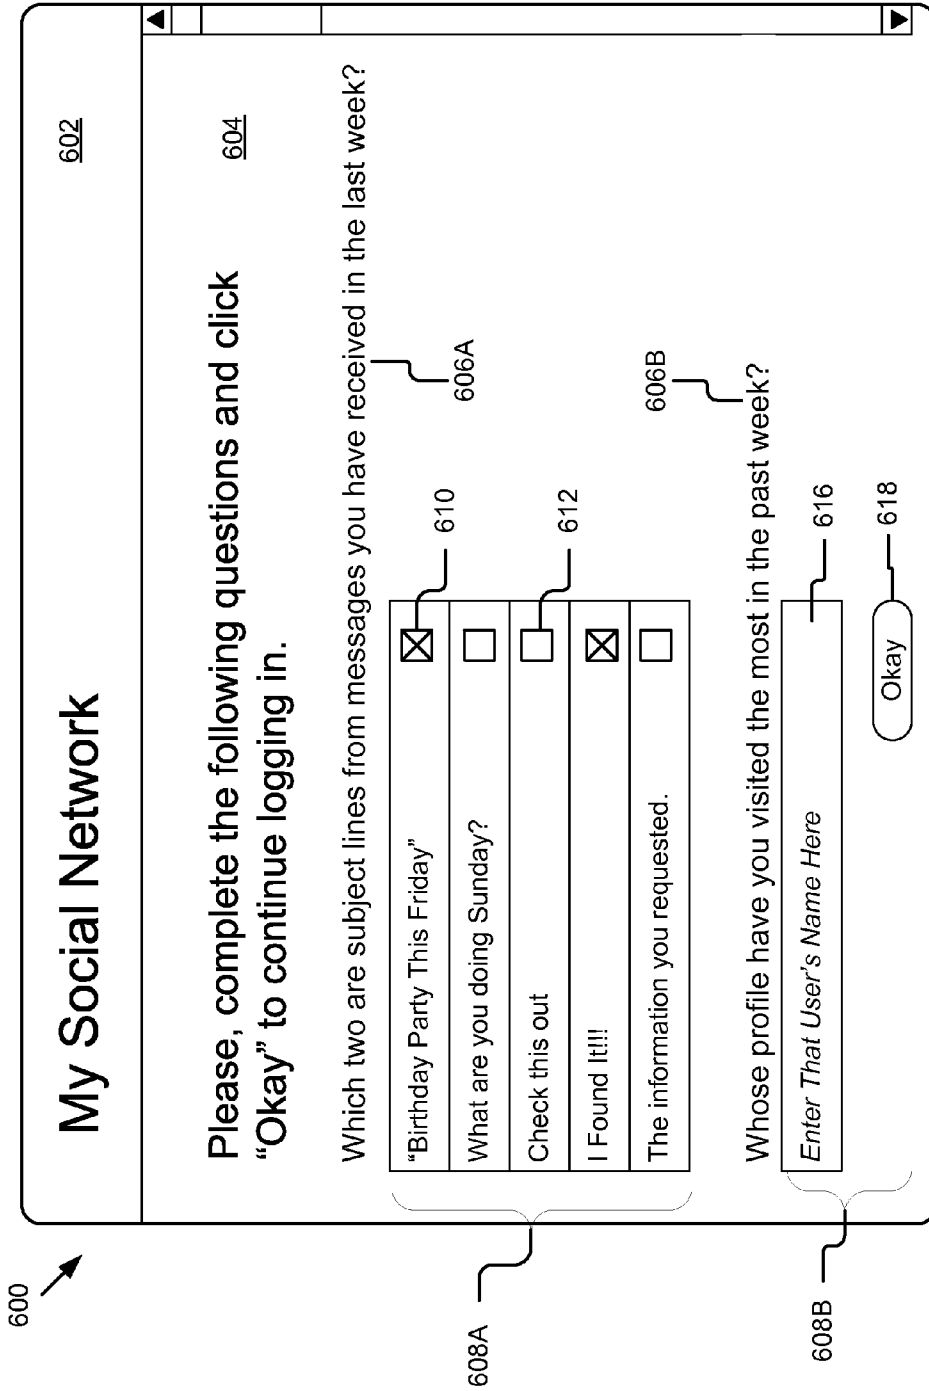 600
My Social Network
602
Please, complete the following questions and click
“Okay” to continue logging in.
604
Which two are subject lines from messages you have received in the last week?
606A
608A
“Birthday Party This Friday”
610
What are you doing Sunday?
Check this out
612
I Found It!!!
The information you requested.
606B
Whose profile have you visited the most in the past week?
608B
Enter That User's Name Here
616
Okay
618